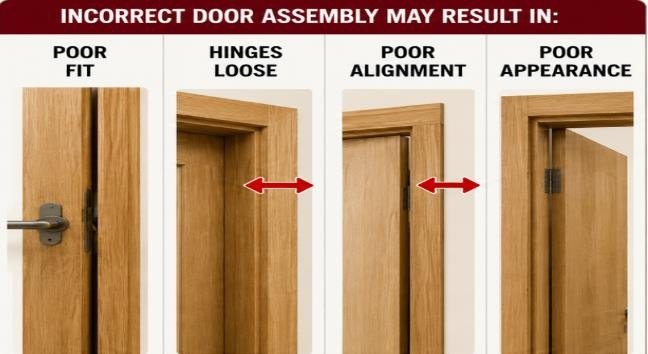 INCORRECT DOOR ASSEMBLY MAY RESULT IN:
POOR
FIT
HINGES
LOOSE
POOR
ALIGNMENT
POOR
APPEARANCE